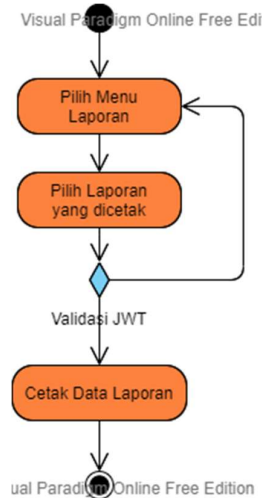 Visual Paradigm Online Free Edi
Pilih Menu
Laporan
Pilih Laporan
yang dicetak
Validasi JWT
Cetak Data Laporan
ual Paradigm Online Free Edition